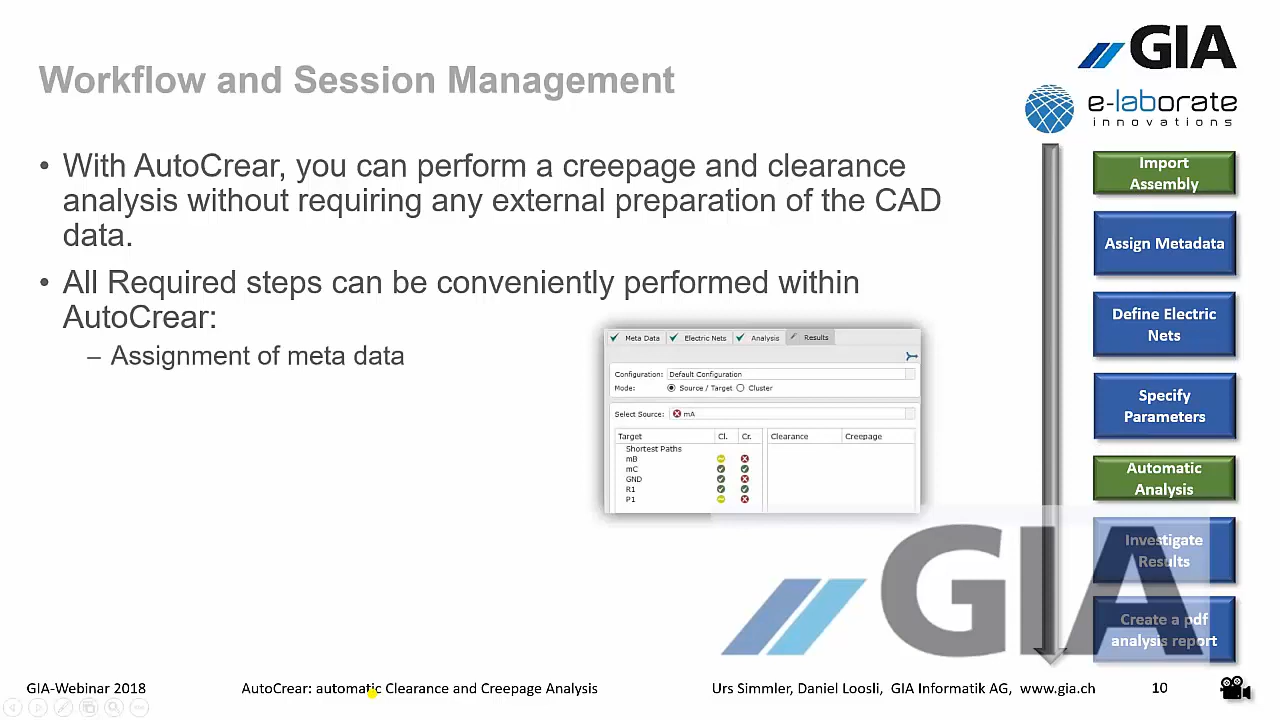 Workflow and Session Management
GIA
e-laborate
innovations
• With AutoCrear, you can perform a creepage and clearance
analysis without requiring any external preparation of the CAD
data.
• All Required steps can be conveniently performed within
AutoCrear:
– Assignment of meta data
Meta Data Electric Nets Analysis Results
Configuration: Default Configuration
Mode: Source / Target Cluster
Select Source: mA
Target Cl. Cr. Clearance Creepage
Shortest Paths
mB
mC
GND
R1
P1
Import
Assembly
Assign Metadata
Define Electric
Nets
Specify
Parameters
Automatic
Analysis
Investigate
Results
Create a pdf
analysis report
GIA
GIA-Webinar 2018 AutoCrear: automatic Clearance and Creepage Analysis Urs Simmler, Daniel Loosli, GIA Informatik AG, www.gia.ch 10